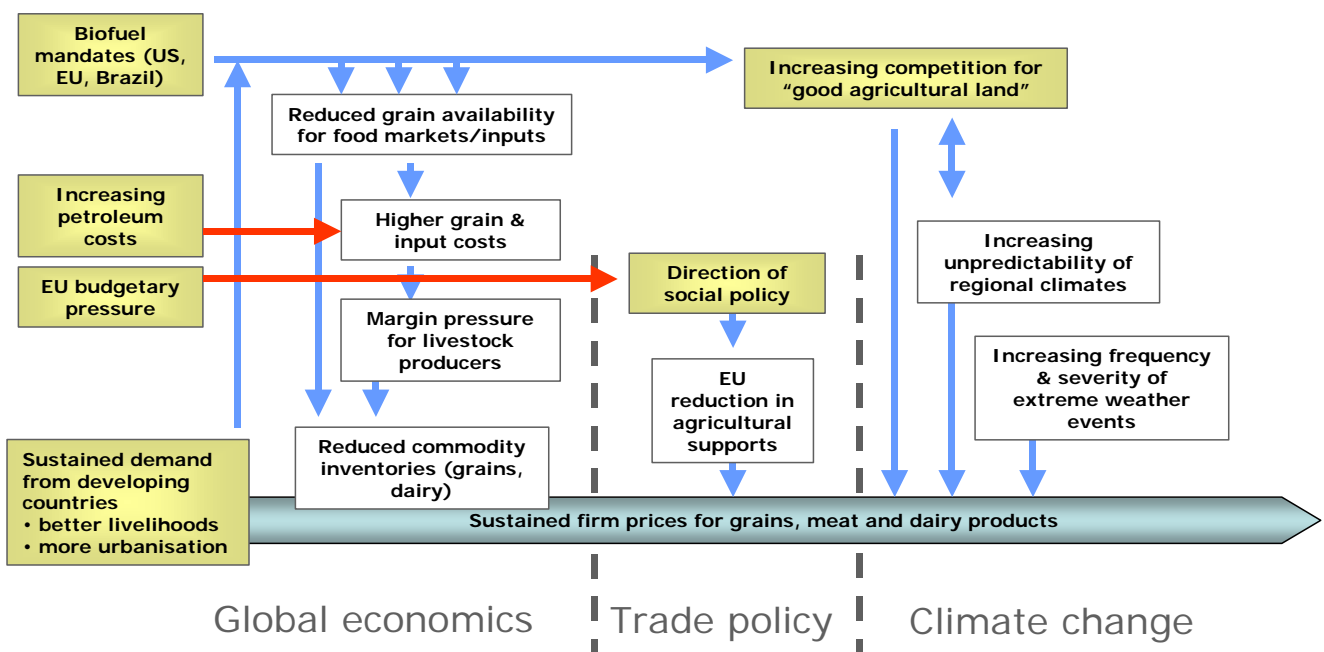 Biofuel
mandates (US,
EU, Brazil)
Increasing competition for
“good agricultural land”
Reduced grain availability
for food markets/inputs
Increasing
petroleum
costs
Higher grain &
input costs
Increasing
unpredictability of
regional climates
EU budgetary
pressure
Direction of
social policy
Margin pressure
for livestock
producers
EU
reduction in
agricultural
supports
Increasing frequency
& severity of
extreme weather
events
Reduced commodity
inventories (grains,
dairy)
Sustained demand
from developing
countries
• better livelihoods
• more urbanisation
Sustained firm prices for grains, meat and dairy products
Global economics
Trade policy
Climate change